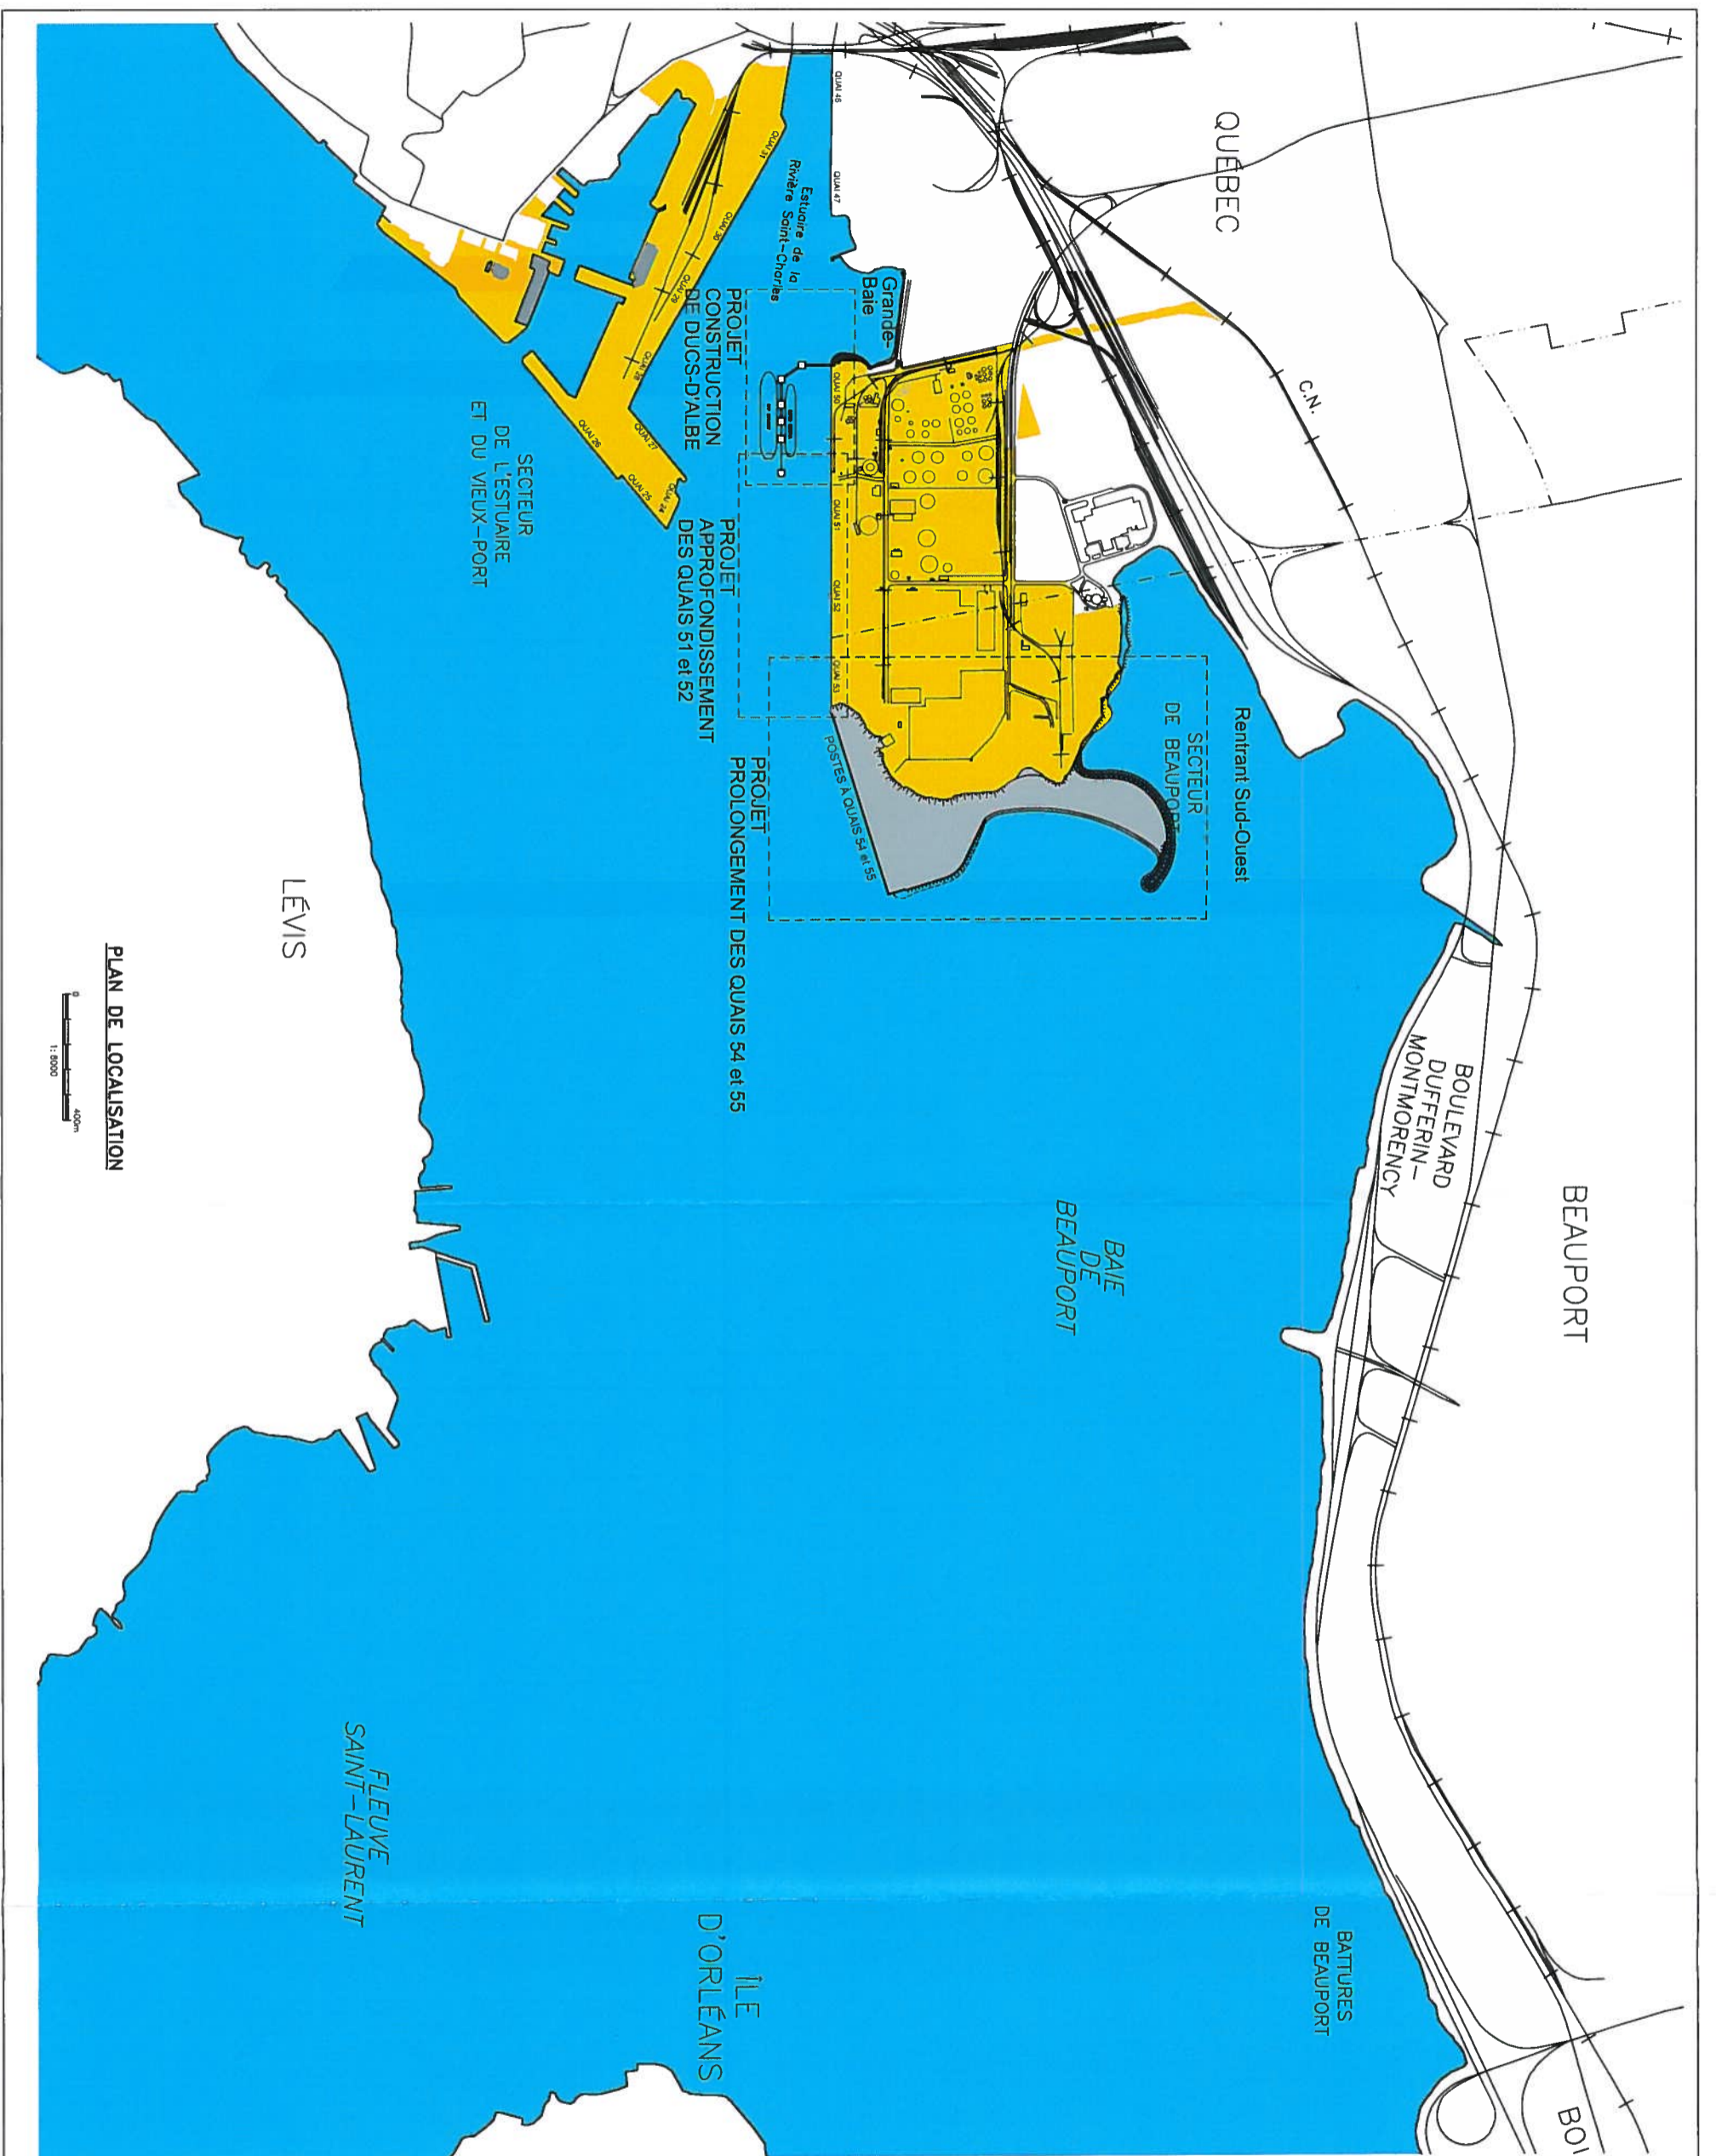 QUÉBEC
C.N.
BEAUPORT
BOULEVARD
DUFFERIN-
MONTMORENCY
Rentrant Sud-Ouest
SECTEUR
DE BEAUPORT
BATTURES
DE BEAUPORT
BAIE
DE
BEAUPORT
Grande-
Baie
Estuaire de la
Rivière Saint-Charles
QUAI 46
QUAI 47
QUAI 50
QUAI 51
QUAI 52
QUAI 53
POSTES À QUAIS 54 et 55
QUAI 31
QUAI 30
QUAI 29
QUAI 28
QUAI 27
QUAI 26
QUAI 25
QUAI 24
PROJET
CONSTRUCTION
DE DUCS-D'ALBE
PROJET
APPROFONDISSEMENT
DES QUAIS 51 et 52
PROJET
PROLONGEMENT DES QUAIS 54 et 55
SECTEUR
DE L'ESTUAIRE
ET DU VIEUX-PORT
ÎLE
D'ORLÉANS
FLEUVE
SAINT-LAURENT
LÉVIS
PLAN DE LOCALISATION
0
400m
1: 8000